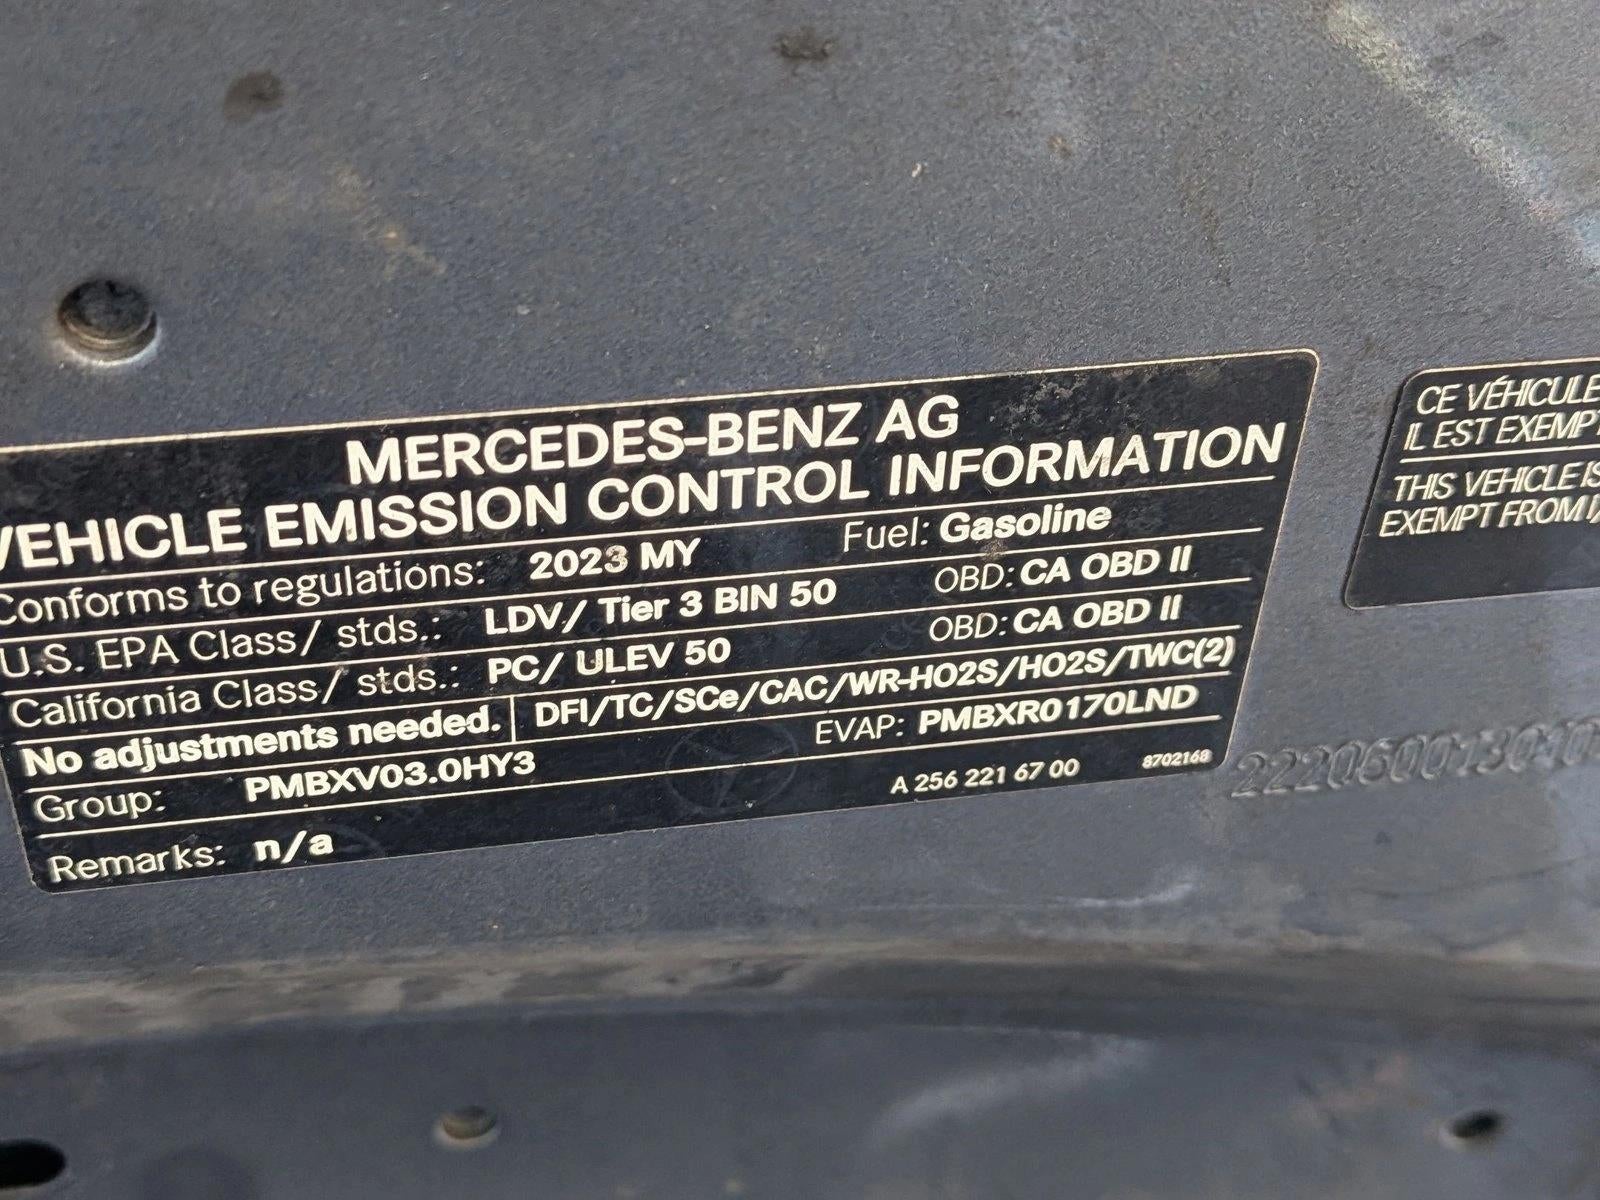 MERCEDES-BENZ AG
VEHICLE EMISSION CONTROL INFORMATION
Conforms to regulations: 2023 MY Fuel: Gasoline
U.S. EPA Class/ stds.: LDV/ Tier 3 BIN 50 OBD: CA OBD II
California Class/ stds.: PC/ ULEV 50 OBD: CA OBD II
No adjustments needed. DFI/TC/SCe/CAC/WR-HO2S/HO2S/TWC(2)
Group: PMBXV03.0HY3 EVAP: PMBXR0170LND
Remarks: n/a A 256 221 67 00 8702168
CE VÉHICULE
IL EST EXEMPT
THIS VEHICLE IS
EXEMPT FROM